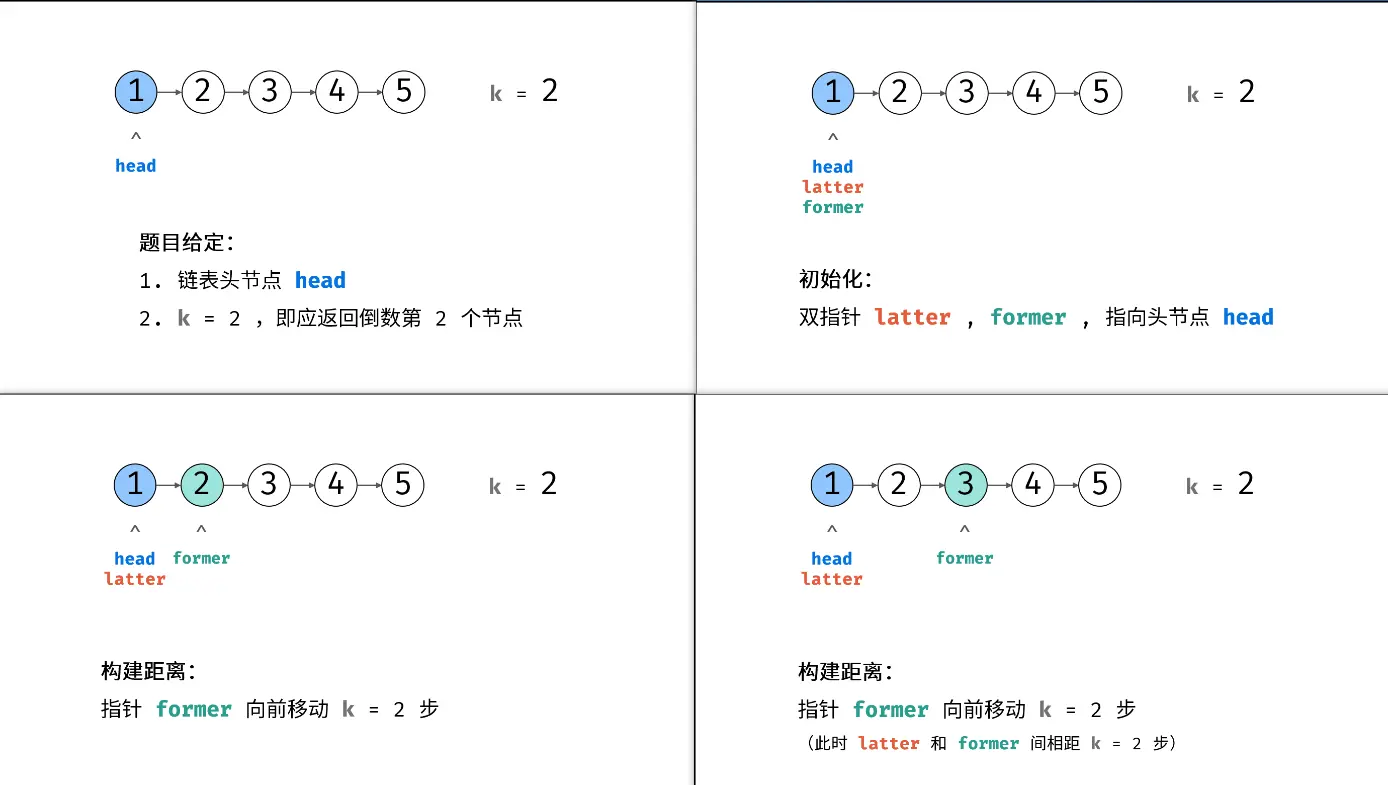 1 2 3 4 5 k = 2
^
head
题目给定：
1. 链表头节点 head
2. k = 2 ，即应返回倒数第 2 个节点
1 2 3 4 5 k = 2
^
head
latter
former
初始化：
双指针 latter , former , 指向头节点 head
1 2 3 4 5 k = 2
^ ^
head former
latter
构建距离：
指针 former 向前移动 k = 2 步
1 2 3 4 5 k = 2
^ ^
head former
latter
构建距离：
指针 former 向前移动 k = 2 步
（此时 latter 和 former 间相距 k = 2 步）